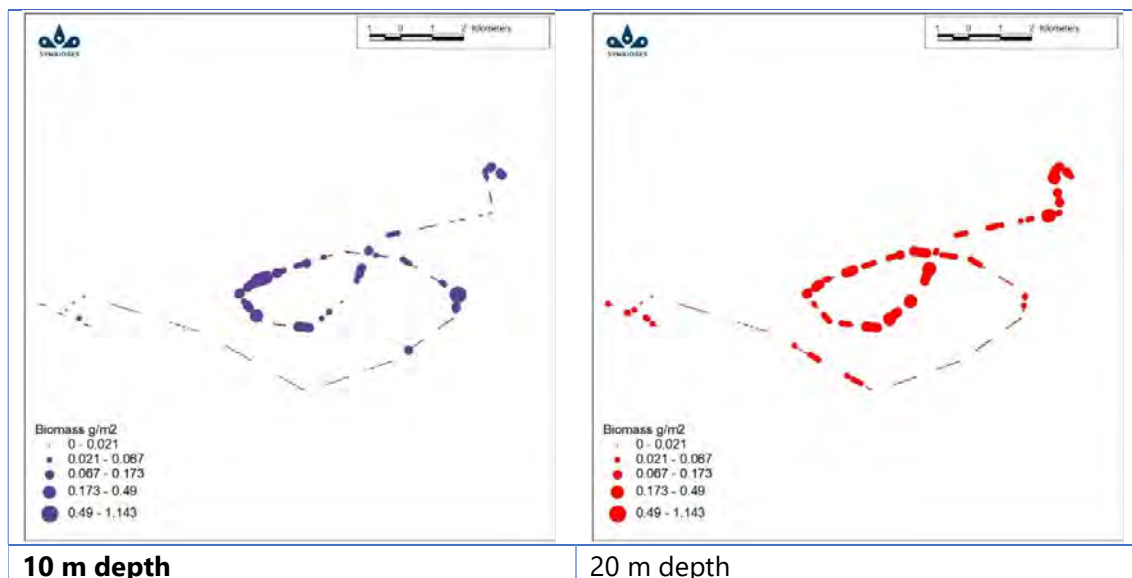 SYMBIOSES
1 0 1 2 Kilometers
Biomass g/m2
0 - 0.021
0.021 - 0.067
0.067 - 0.173
0.173 - 0.49
0.49 - 1.143
10 m depth
SYMBIOSES
1 0 1 2 Kilometers
Biomass g/m2
0 - 0.021
0.021 - 0.067
0.067 - 0.173
0.173 - 0.49
0.49 - 1.143
20 m depth